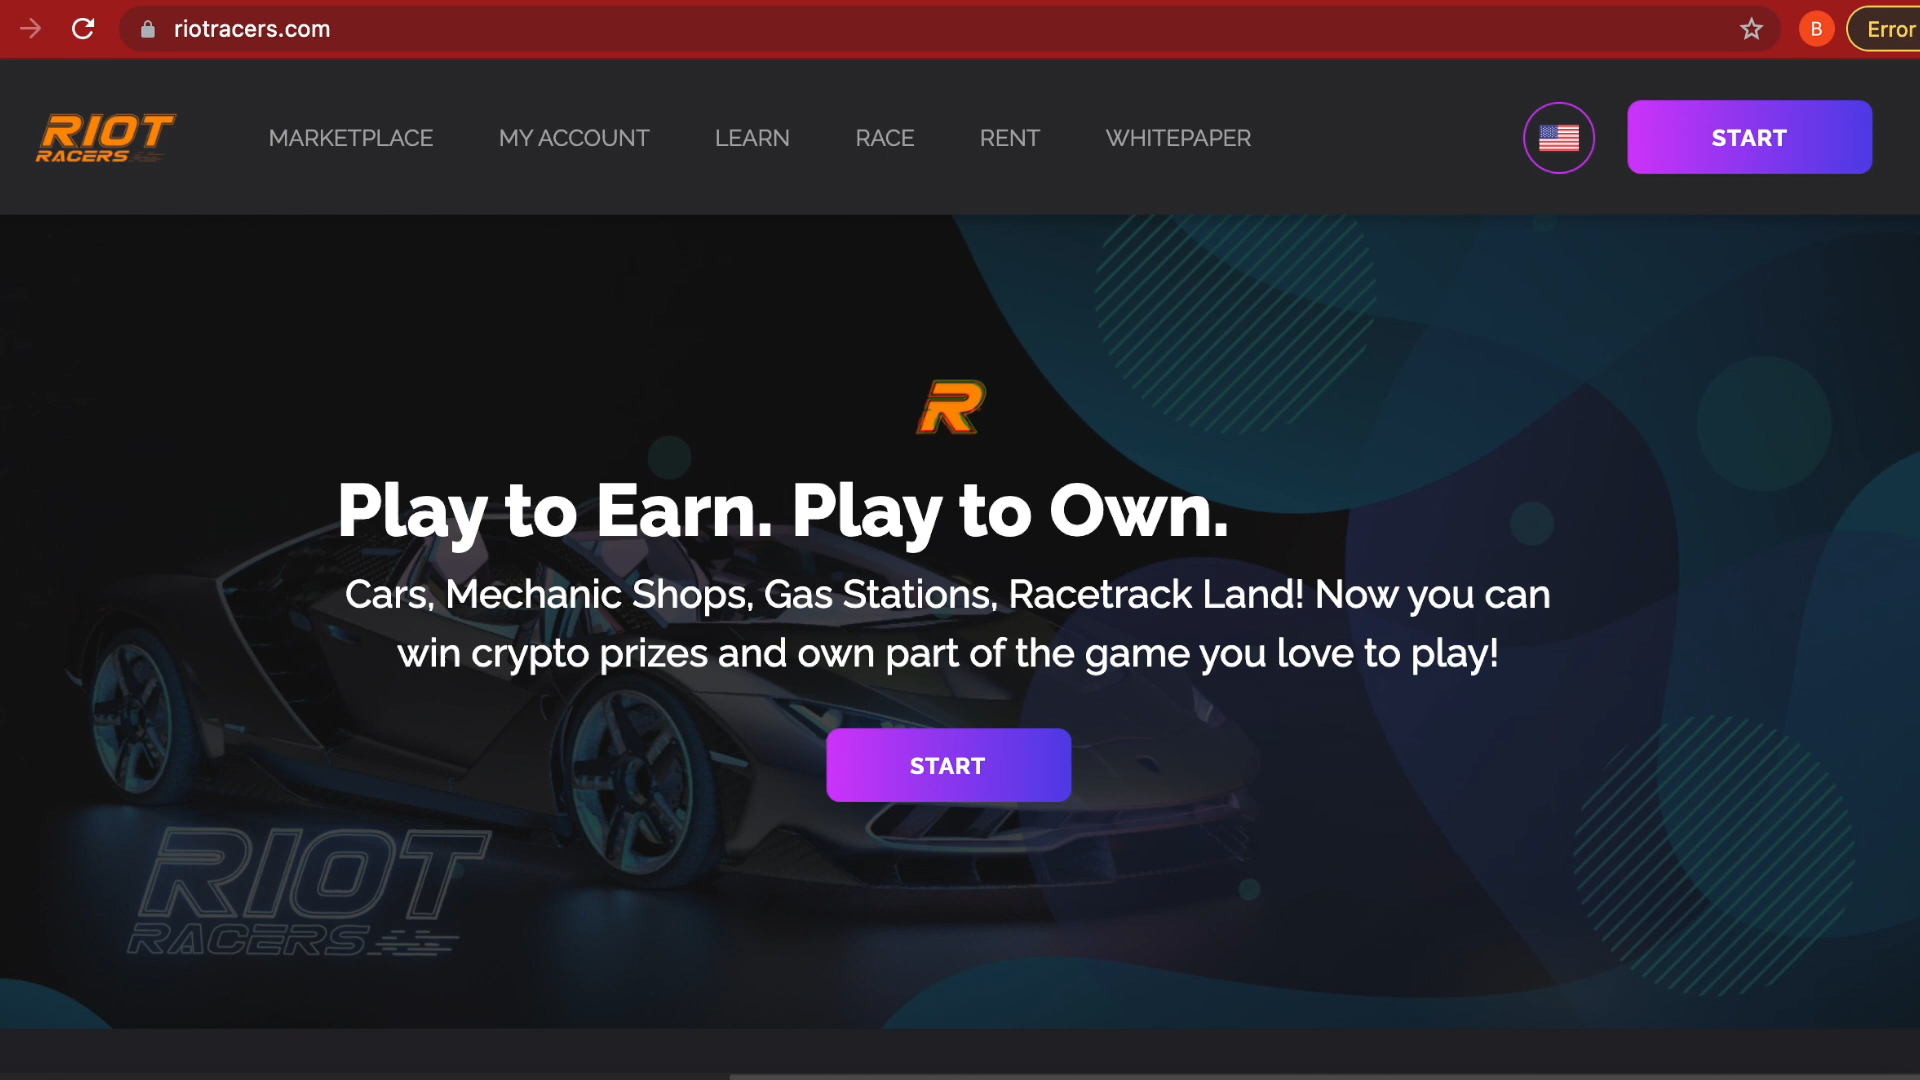 riotracers.com
B
Error
RIOT
RACERS
MARKETPLACE
MY ACCOUNT
LEARN
RACE
RENT
WHITEPAPER
START
R
Play to Earn. Play to Own.
Cars, Mechanic Shops, Gas Stations, Racetrack Land! Now you can
win crypto prizes and own part of the game you love to play!
START
RIOT
RACERS